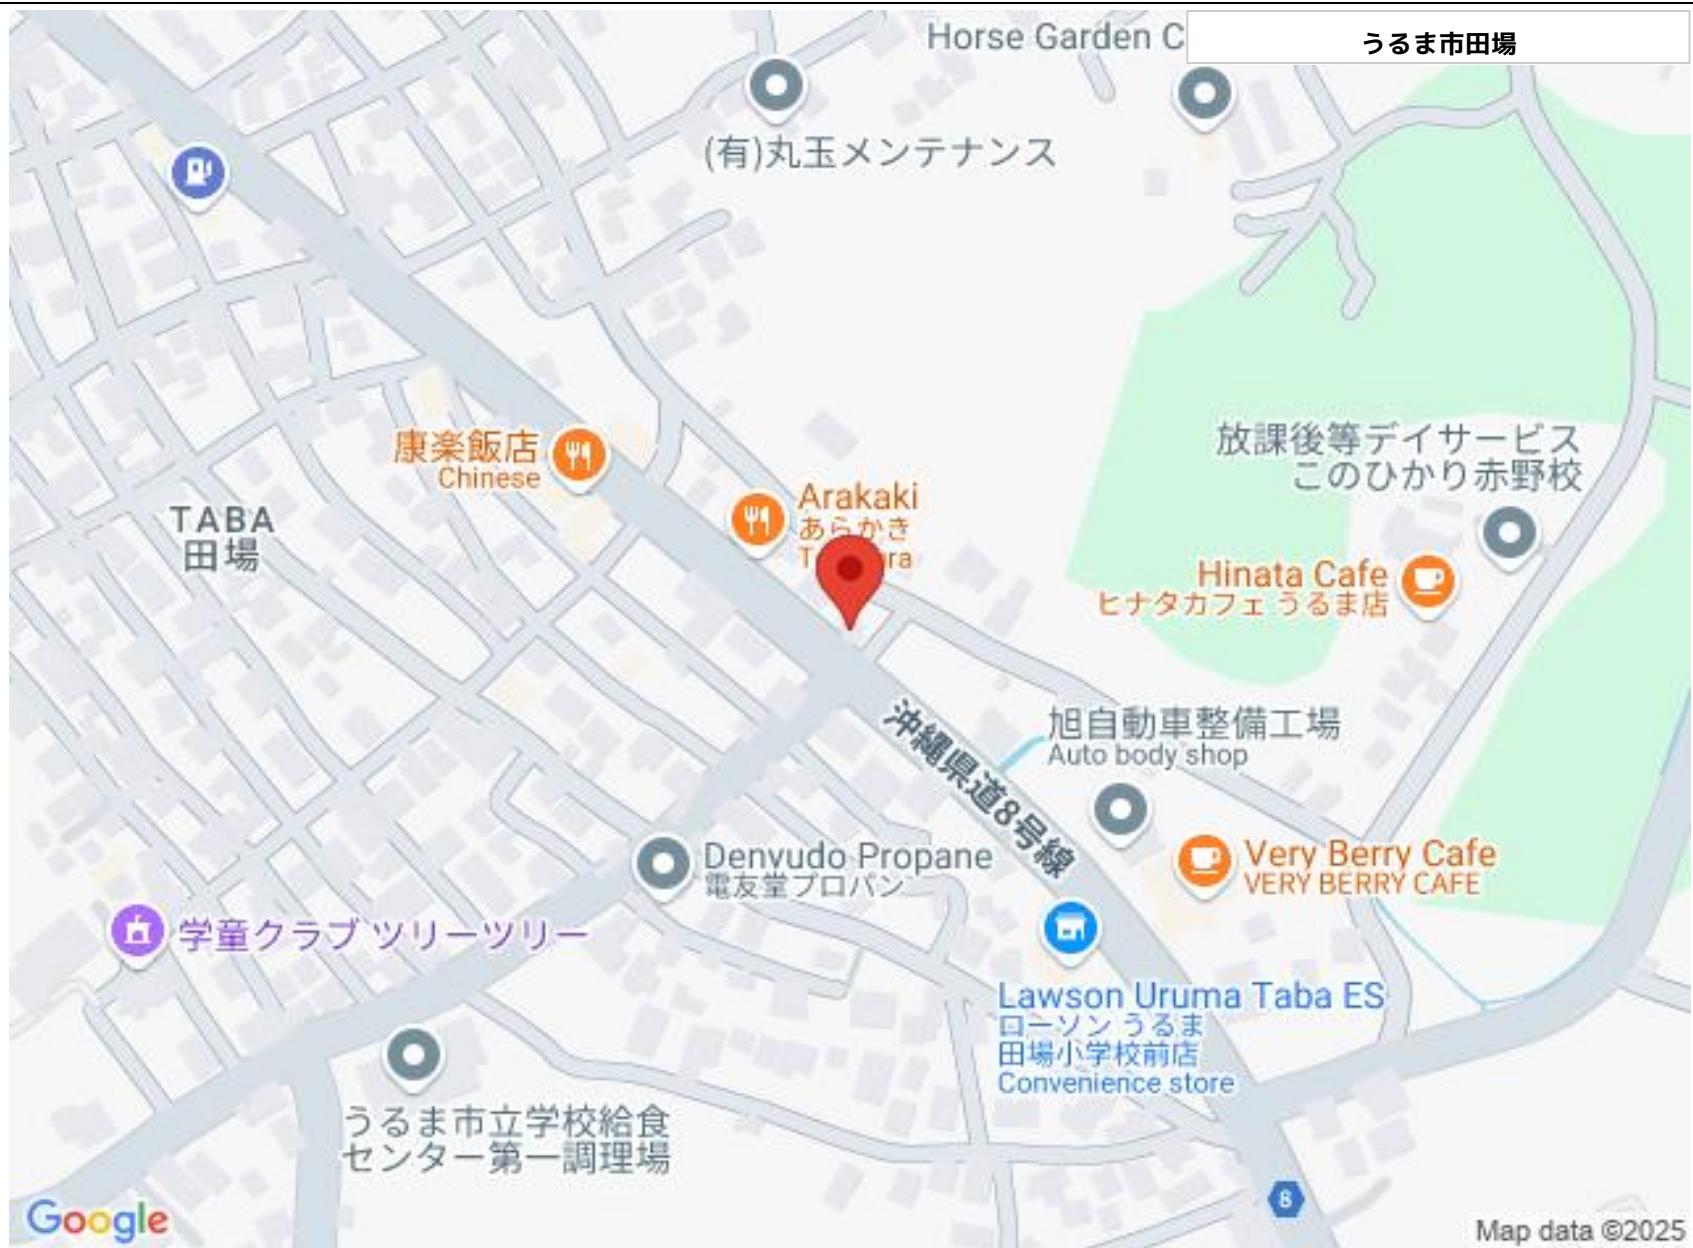 Horse Garden C
うるま市田場
(有)丸玉メンテナンス
康楽飯店
Chinese
Arakaki
あらかき
TABA
田場
放課後等デイサービス
このひかり赤野校
Hinata Cafe
ヒナタカフェ うるま店
沖縄県道8号線
旭自動車整備工場
Auto body shop
Denyudo Propane
電友堂プロパン
Very Berry Cafe
VERY BERRY CAFE
学童クラブ ツリーツリー
Lawson Uruma Taba ES
ローソン うるま
田場小学校前店
Convenience store
うるま市立学校給食
センター第一調理場
8
Google
Map data ©2025